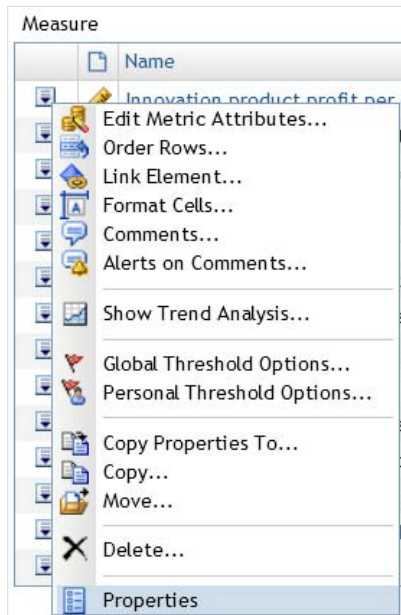 Measure
Name
Innovation product profit per
Edit Metric Attributes...
Order Rows...
Link Element...
Format Cells...
Comments...
Alerts on Comments...
Show Trend Analysis...
Global Threshold Options...
Personal Threshold Options...
Copy Properties To...
Copy...
Move...
Delete...
Properties